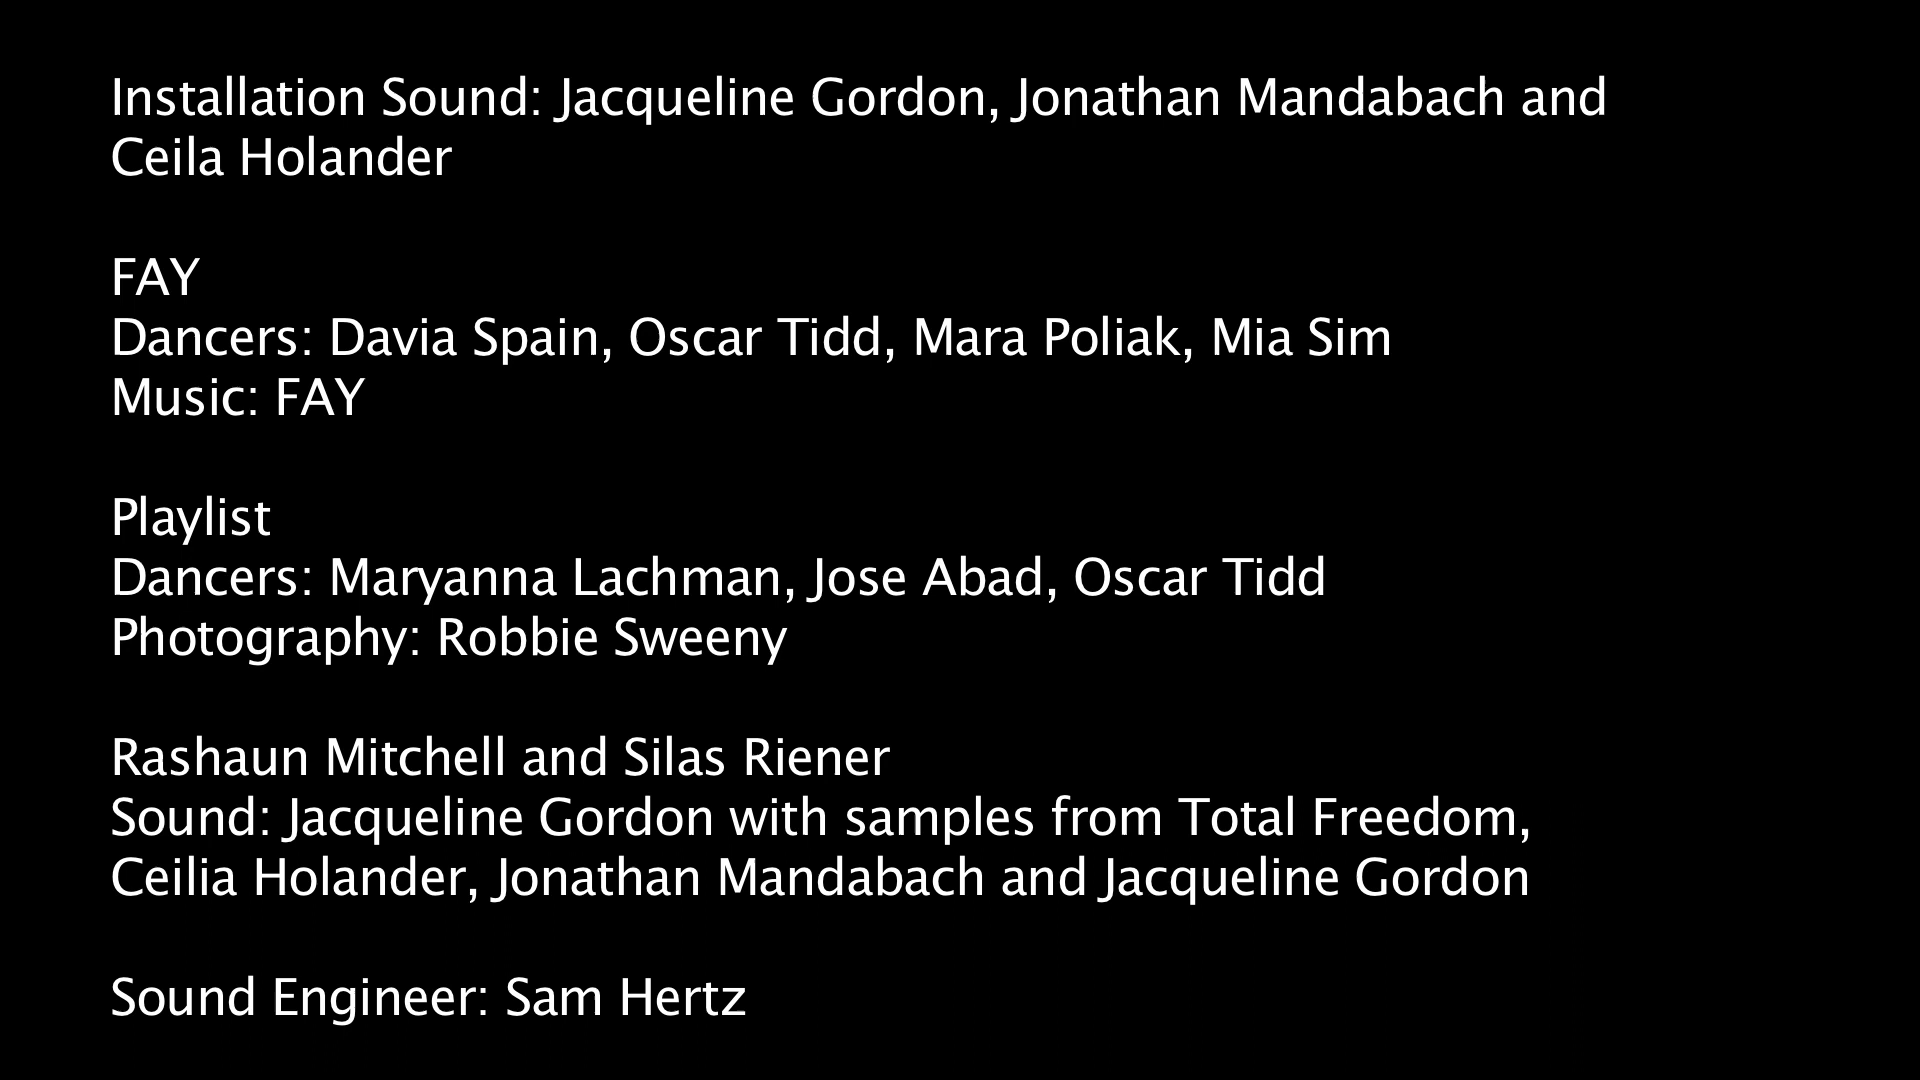 Installation Sound: Jacqueline Gordon, Jonathan Mandabach and
Ceila Holander
FAY
Dancers: Davia Spain, Oscar Tidd, Mara Poliak, Mia Sim
Music: FAY
Playlist
Dancers: Maryanna Lachman, Jose Abad, Oscar Tidd
Photography: Robbie Sweeny
Rashaun Mitchell and Silas Riener
Sound: Jacqueline Gordon with samples from Total Freedom,
Ceilia Holander, Jonathan Mandabach and Jacqueline Gordon
Sound Engineer: Sam Hertz